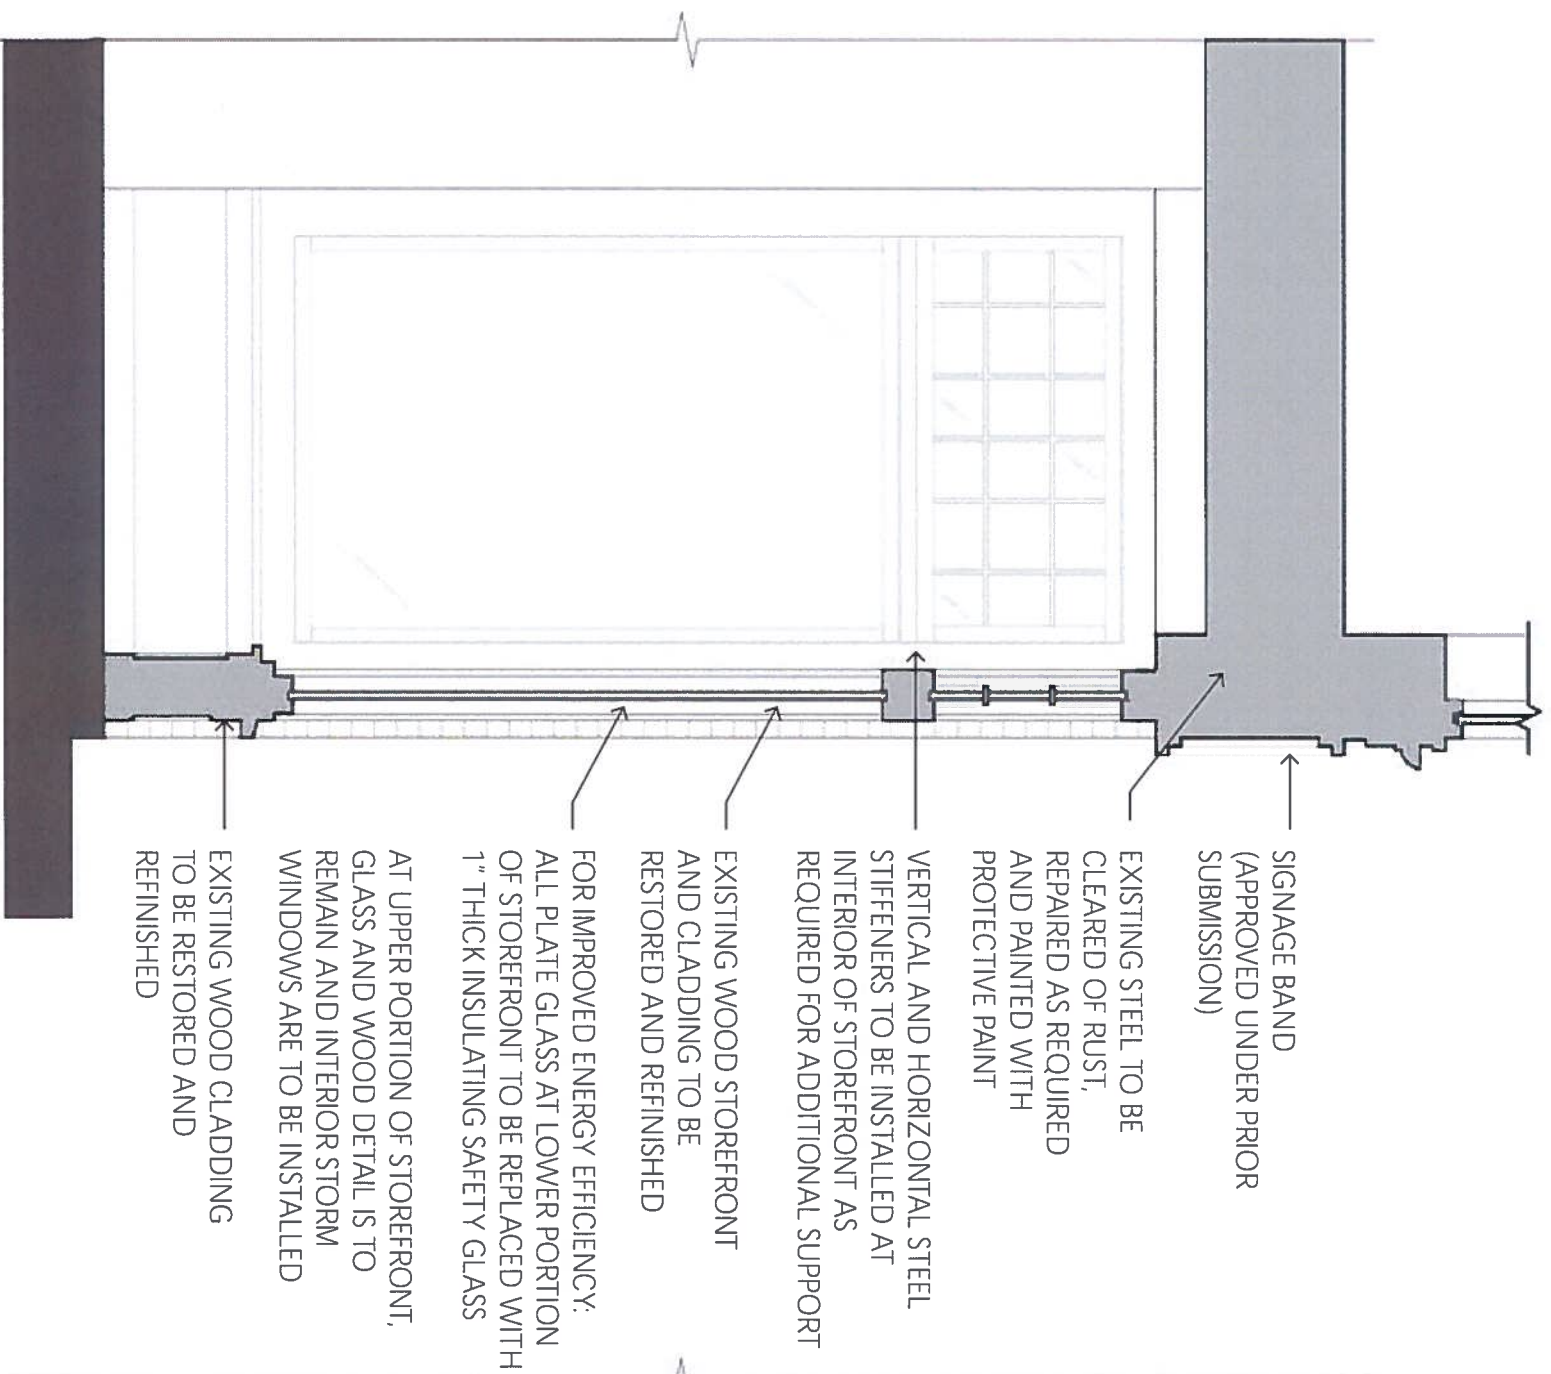 SIGNAGE BAND
(APPROVED UNDER PRIOR
SUBMISSION)
EXISTING STEEL TO BE
CLEARED OF RUST,
REPAIRED AS REQUIRED
AND PAINTED WITH
PROTECTIVE PAINT
VERTICAL AND HORIZONTAL STEEL
STIFFENERS TO BE INSTALLED AT
INTERIOR OF STOREFRONT AS
REQUIRED FOR ADDITIONAL SUPPORT
EXISTING WOOD STOREFRONT
AND CLADDING TO BE
RESTORED AND REFINISHED
FOR IMPROVED ENERGY EFFICIENCY:
ALL PLATE GLASS AT LOWER PORTION
OF STOREFRONT TO BE REPLACED WITH
1" THICK INSULATING SAFETY GLASS
AT UPPER PORTION OF STOREFRONT,
GLASS AND WOOD DETAIL IS TO
REMAIN AND INTERIOR STORM
WINDOWS ARE TO BE INSTALLED
EXISTING WOOD CLADDING
TO BE RESTORED AND
REFINISHED